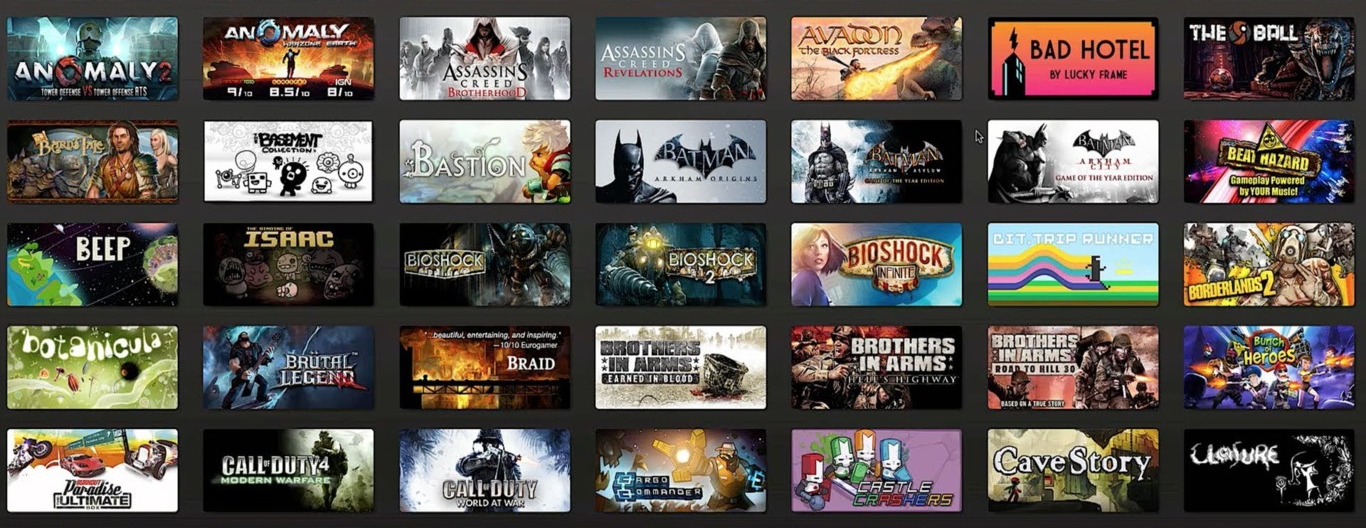 ANOMALY 2
TOWER DEFENSE VS TOWER OFFENSE RTS
ANOMALY
WARZONE EARTH
9/10 8.5/10 IGN 8/10
ASSASSIN'S
CREED
BROTHERHOOD
ASSASSIN'S
CREED
REVELATIONS
AVADON
THE BLACK FORTRESS
BAD HOTEL
BY LUCKY FRAME
THE BALL
The Bard's Tale
THE BASEMENT
COLLECTION
BASTION
BATMAN
ARKHAM ORIGINS
BATMAN
ARKHAM ASYLUM
GAME OF THE YEAR EDITION
BATMAN
ARKHAM
CITY
GAME OF THE YEAR EDITION
BEAT HAZARD
Gameplay Powered
by YOUR Music!
BEEP
THE BINDING OF
ISAAC
BIOSHOCK
BIOSHOCK
2
BIOSHOCK
INFINITE
BIT.TRIP RUNNER
BORDERLANDS 2
botanicula
BRÜTAL
LEGEND
"...beautiful, entertaining, and inspiring."
—10/10 Eurogamer
BRAID
BROTHERS
IN ARMS
EARNED IN BLOOD
BROTHERS
IN ARMS
HELL'S HIGHWAY
BROTHERS
IN ARMS
ROAD TO HILL 30
BASED ON A TRUE STORY
Bunch
of
Heroes
BURNOUT
Paradise
THE ULTIMATE
BOX
CALL OF DUTY 4
MODERN WARFARE
CALL OF DUTY
WORLD AT WAR
CARGO
COMMANDER
CASTLE
CRASHERS
Cave Story
CLOSURE